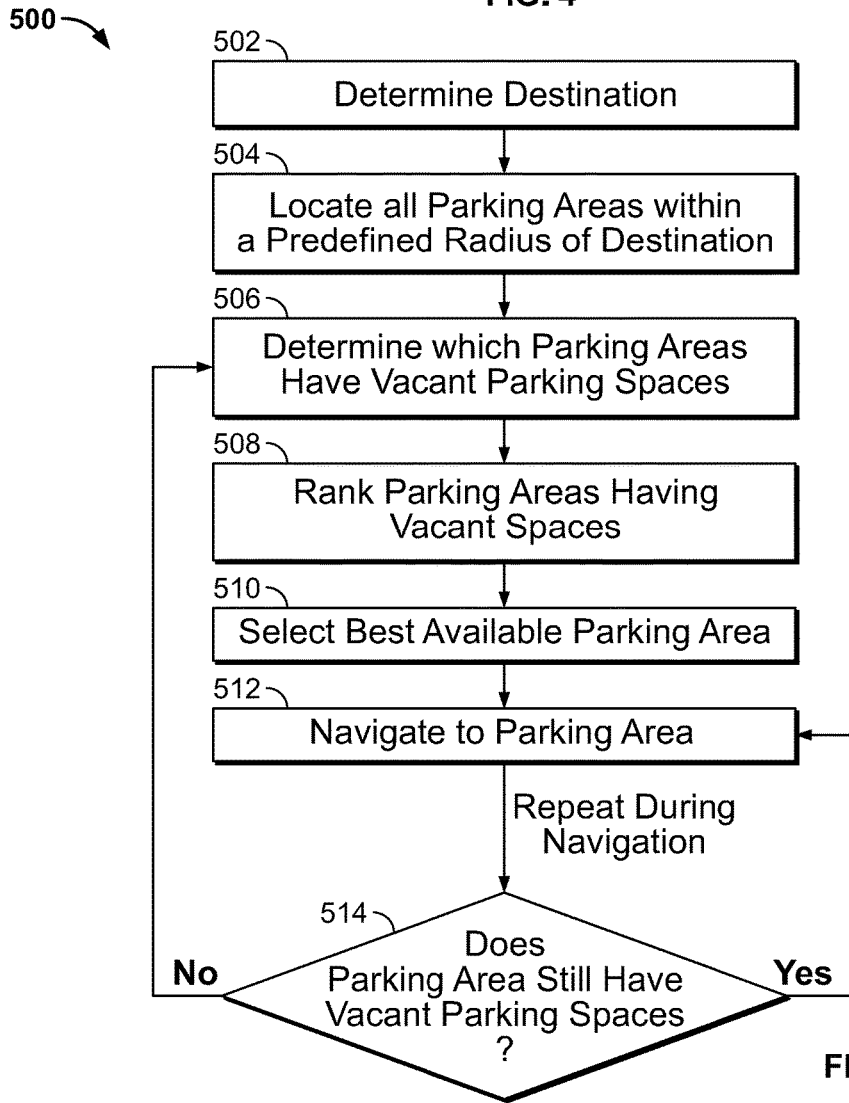 500
502
Determine Destination
504
Locate all Parking Areas within
a Predefined Radius of Destination
506
Determine which Parking Areas
Have Vacant Parking Spaces
508
Rank Parking Areas Having
Vacant Spaces
510
Select Best Available Parking Area
512
Navigate to Parking Area
Repeat During
Navigation
514
Does
Parking Area Still Have
Vacant Parking Spaces
?
No
Yes